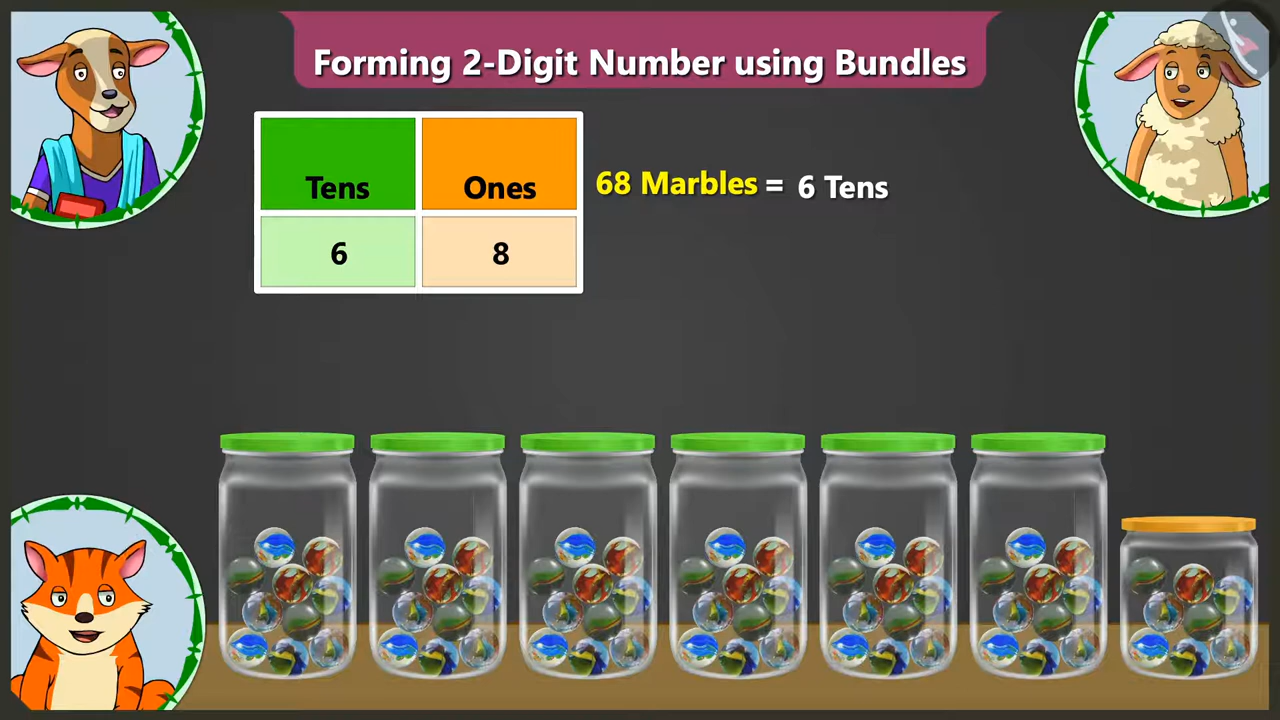 Forming 2-Digit Number using Bundles
Tens Ones
68 Marbles = 6 Tens
6 8